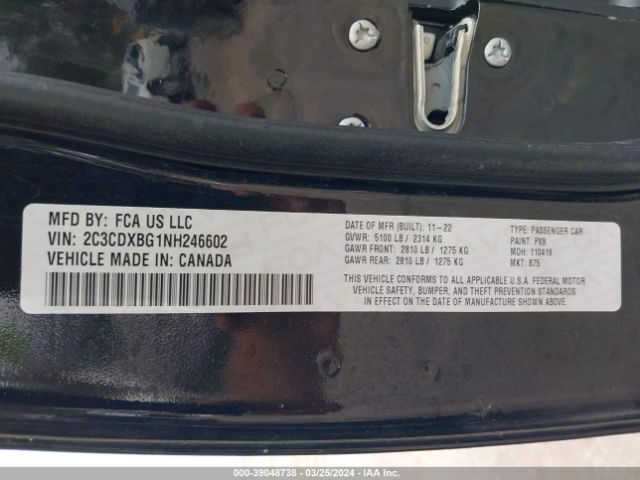 MFD BY: FCA US LLC
VIN: 2C3CDXBG1NH246602
VEHICLE MADE IN: CANADA
DATE OF MFR (BUILT): 11-22
GVWR: 5100 LB / 2314 KG
GAWR FRONT: 2810 LB / 1275 KG
GAWR REAR: 2810 LB / 1275 KG
TYPE: PASSENGER CAR
PAINT: PX8
MDH: 110419
MKT: 875
THIS VEHICLE CONFORMS TO ALL APPLICABLE U.S.A. FEDERAL MOTOR
VEHICLE SAFETY, BUMPER, AND THEFT PREVENTION STANDARDS
IN EFFECT ON THE DATE OF MANUFACTURE SHOWN ABOVE.
000-39048738 - 03/25/2024 - IAAI Corp.